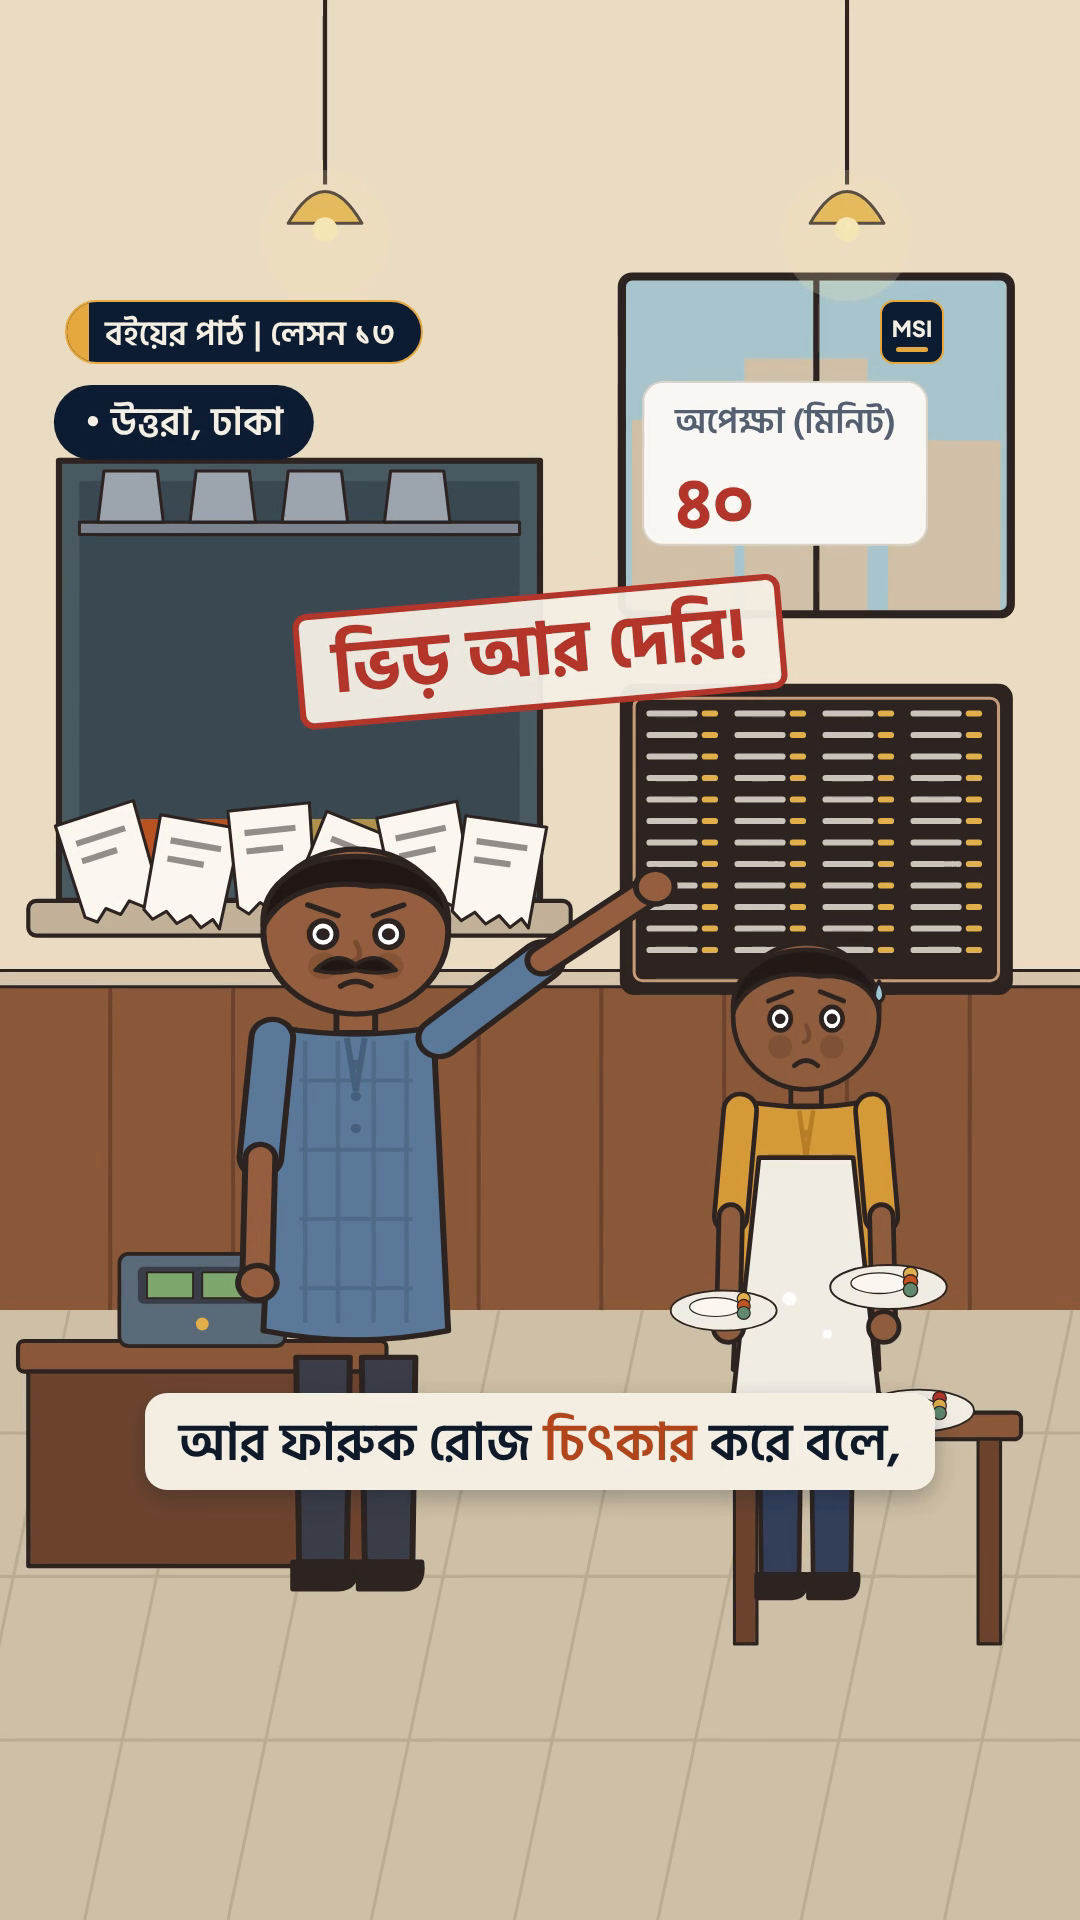 বইয়ের পাঠ | লেসন ১৩
MSI
• উত্তরা, ঢাকা
অপেক্ষা (মিনিট)
৪০
ভিড় আর দেরি!
আর ফারুক রোজ চিৎকার করে বলে,